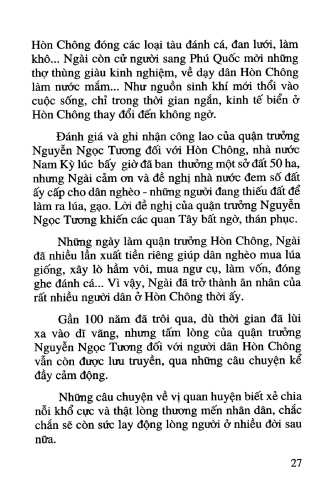 Hòn Chông đóng các loại tàu đánh cá, đan lưới, làm
khô... Ngài còn cử người sang Phú Quốc mời những
thợ thùng giàu kinh nghiệm, về dạy dân Hòn Chông
làm nước mắm... Như nguồn sinh khí mới thổi vào
cuộc sống, chỉ trong thời gian ngắn, kinh tế biển ở
Hòn Chông thay đổi đến không ngờ.
Đánh giá và ghi nhận công lao của quận trưởng
Nguyễn Ngọc Tương đối với Hòn Chông, nhà nước
Nam Kỳ lúc bấy giờ đã ban thưởng một sở đất 50 ha,
nhưng Ngài cảm ơn và đề nghị nhà nước đem số đất
ấy cấp cho dân nghèo - những người đang thiếu đất để
làm ra lúa, gạo. Lời đề nghị của quận trưởng Nguyễn
Ngọc Tương khiến các quan Tây bất ngờ, thán phục.
Những ngày làm quận trưởng Hòn Chông, Ngài
đã nhiều lần xuất tiền riêng giúp dân nghèo mua lúa
giống, xây lò hầm vôi, mua ngư cụ, làm vốn, đóng
ghe đánh cá... Vì vậy, Ngài đã trở thành ân nhân của
rất nhiều người dân ở Hòn Chông thời ấy.
Gần 100 năm đã trôi qua, dù thời gian đã lùi
xa vào dĩ vãng, nhưng tấm lòng của quận trưởng
Nguyễn Ngọc Tương đối với người dân Hòn Chông
vẫn còn được lưu truyền, qua những câu chuyện kể
đầy cảm động.
Những câu chuyện về vị quan huyện biết xẻ chia
nỗi khổ cực và thật lòng thương mến nhân dân, chắc
chắn sẽ còn sức lay động lòng người ở nhiều đời sau
nữa.
27